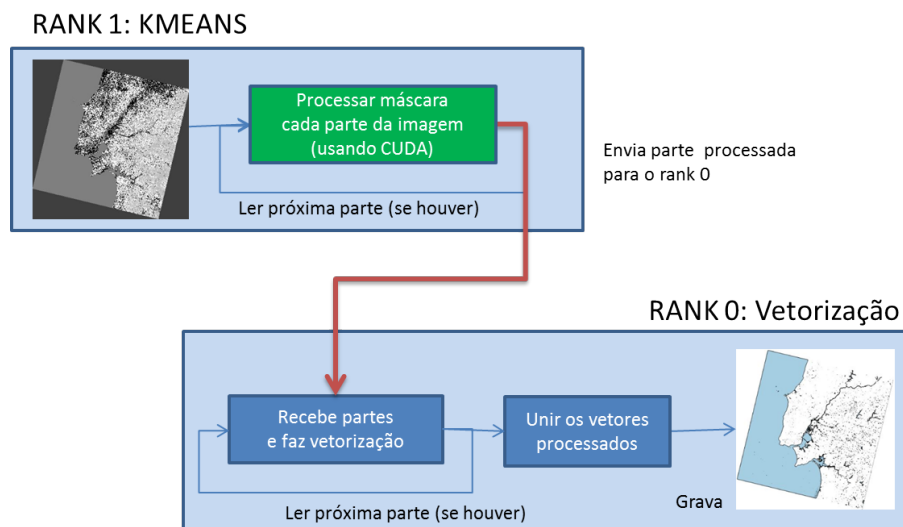 RANK 1: KMEANS
Processar máscara
cada parte da imagem
(usando CUDA)
Ler próxima parte (se houver)
Envia parte processada
para o rank 0
RANK 0: Vetorização
Recebe partes
e faz vetorização
Unir os vetores
processados
Ler próxima parte (se houver)
Grava